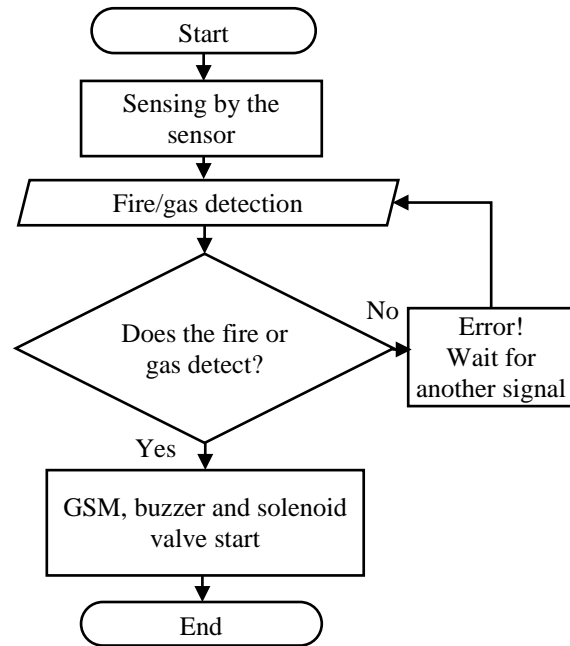 Start
Sensing by the
sensor
Fire/gas detection
Does the fire or
gas detect?
No
Error!
Wait for
another signal
Yes
GSM, buzzer and solenoid
valve start
End